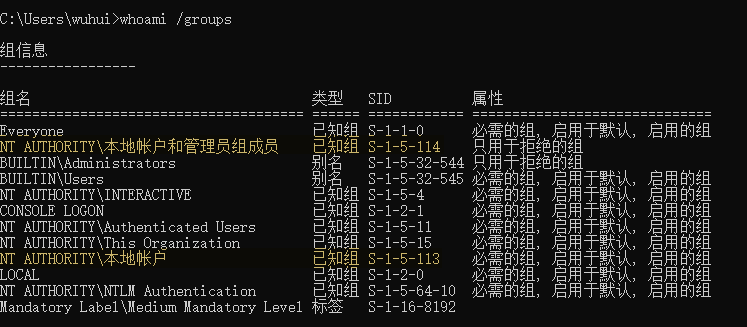 C:\Users\wuhui>whoami /groups
组信息
-----------------
组名 类型 SID 属性
====================================== ====== ============ ==============================
Everyone 已知组 S-1-1-0 必需的组, 启用于默认, 启用的组
NT AUTHORITY\本地帐户和管理员组成员 已知组 S-1-5-114 只用于拒绝的组
BUILTIN\Administrators 别名 S-1-5-32-544 只用于拒绝的组
BUILTIN\Users 别名 S-1-5-32-545 必需的组, 启用于默认, 启用的组
NT AUTHORITY\INTERACTIVE 已知组 S-1-5-4 必需的组, 启用于默认, 启用的组
CONSOLE LOGON 已知组 S-1-2-1 必需的组, 启用于默认, 启用的组
NT AUTHORITY\Authenticated Users 已知组 S-1-5-11 必需的组, 启用于默认, 启用的组
NT AUTHORITY\This Organization 已知组 S-1-5-15 必需的组, 启用于默认, 启用的组
NT AUTHORITY\本地帐户 已知组 S-1-5-113 必需的组, 启用于默认, 启用的组
LOCAL 已知组 S-1-2-0 必需的组, 启用于默认, 启用的组
NT AUTHORITY\NTLM Authentication 已知组 S-1-5-64-10 必需的组, 启用于默认, 启用的组
Mandatory Label\Medium Mandatory Level 标签 S-1-16-8192